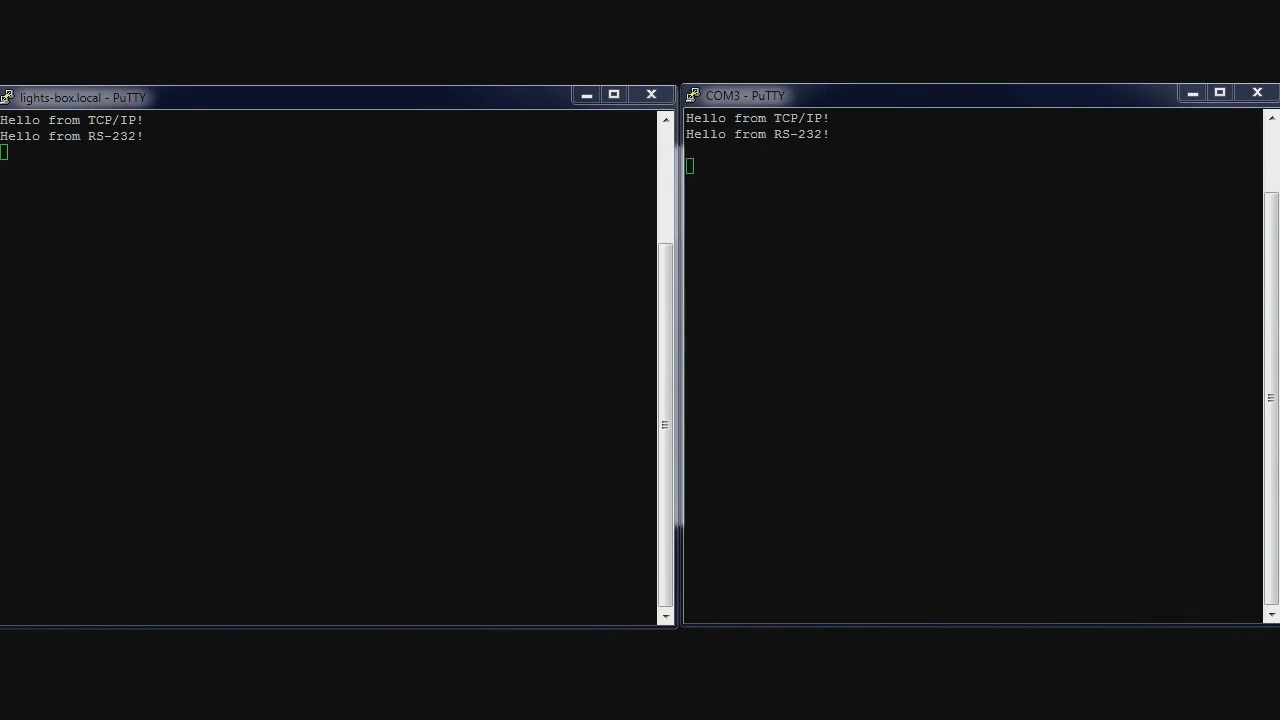 lights-box.local - PuTTY
Hello from TCP/IP!
Hello from RS-232!
COM3 - PuTTY
Hello from TCP/IP!
Hello from RS-232!